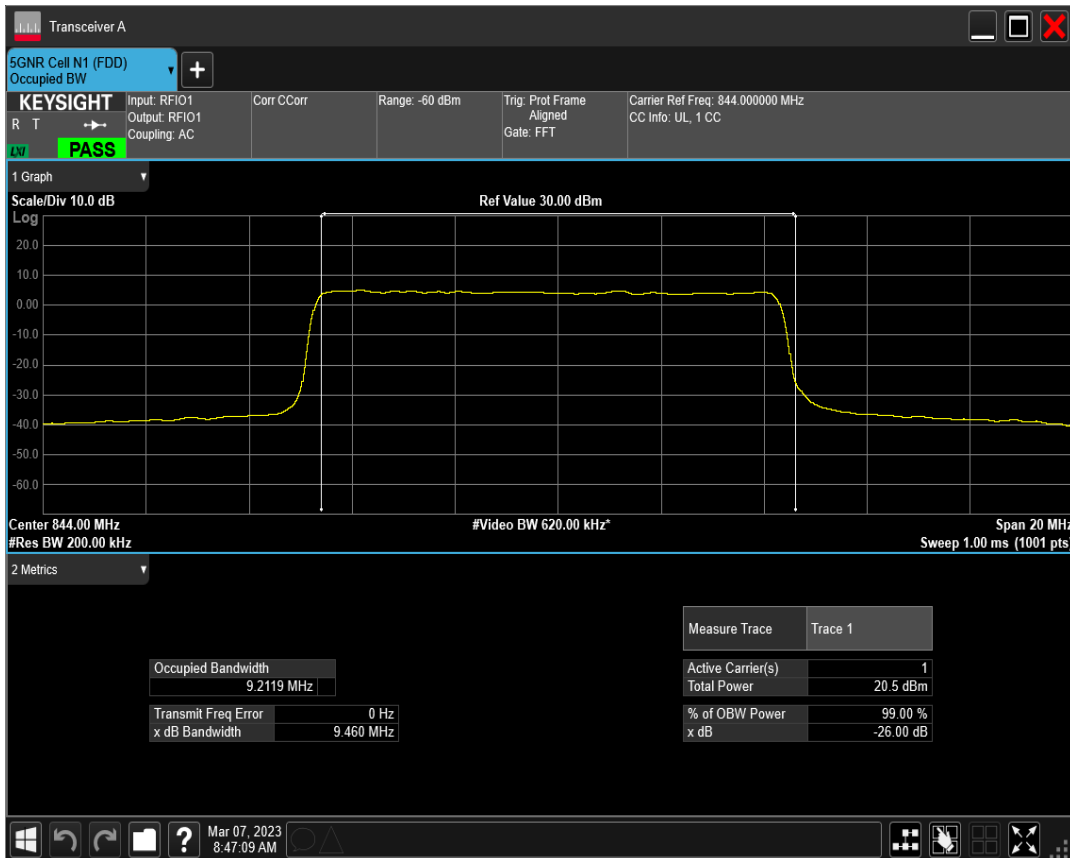 Transceiver A
5GNR Cell N1 (FDD)
Occupied BW
+
KEYSIGHT
R T
LXI
PASS
Input: RFIO1
Output: RFIO1
Coupling: AC
Corr CCorr
Range: -60 dBm
Trig: Prot Frame
Aligned
Gate: FFT
Carrier Ref Freq: 844.000000 MHz
CC Info: UL, 1 CC
1 Graph
Scale/Div 10.0 dB
Ref Value 30.00 dBm
Log
20.0
10.0
0.00
-10.0
-20.0
-30.0
-40.0
-50.0
-60.0
Center 844.00 MHz
#Video BW 620.00 kHz*
Span 20 MHz
#Res BW 200.00 kHz
Sweep 1.00 ms (1001 pts)
2 Metrics
Measure Trace
Trace 1
Occupied Bandwidth
9.2119 MHz
Active Carrier(s)
1
Total Power
20.5 dBm
Transmit Freq Error
0 Hz
x dB Bandwidth
9.460 MHz
% of OBW Power
99.00 %
x dB
-26.00 dB
?
Mar 07, 2023
8:47:09 AM